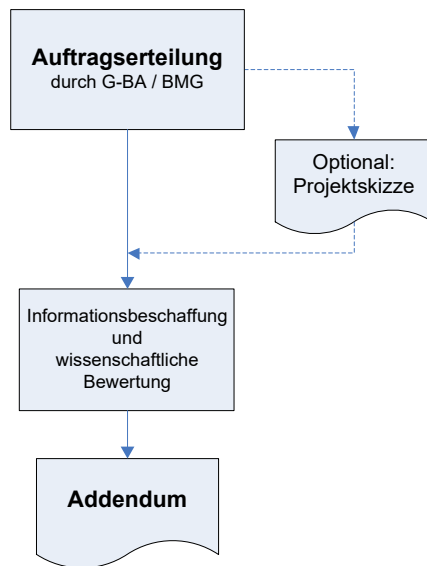 Auftragserteilung
durch G-BA / BMG
Optional:
Projektskizze
Informationsbeschaffung
und
wissenschaftliche
Bewertung
Addendum